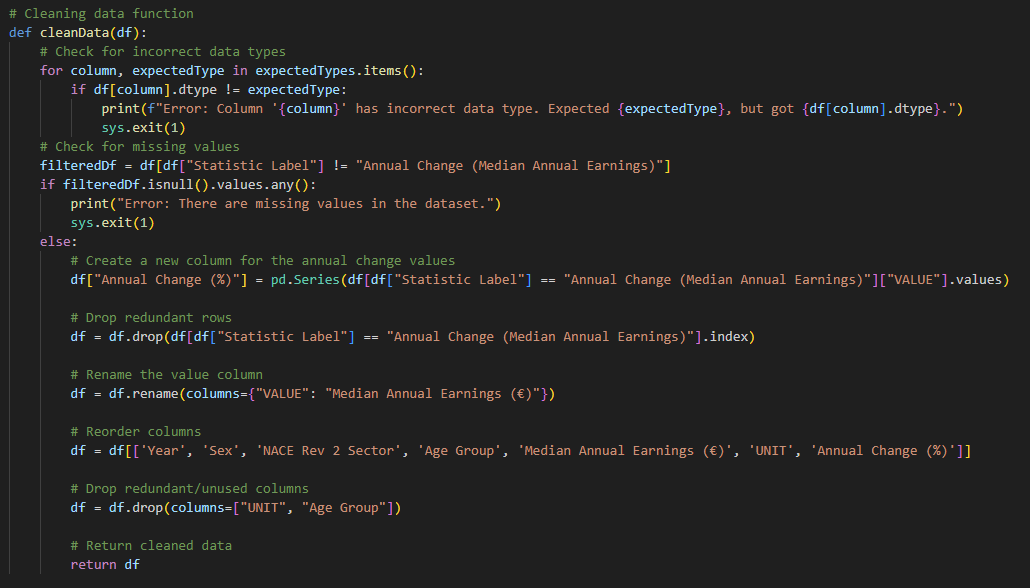 # Cleaning data function
def cleanData(df):
    # Check for incorrect data types
    for column, expectedType in expectedTypes.items():
        if df[column].dtype != expectedType:
            print(f"Error: Column '{column}' has incorrect data type. Expected {expectedType}, but got {df[column].dtype}.")
            sys.exit(1)
    # Check for missing values
    filteredDf = df[df["Statistic Label"] != "Annual Change (Median Annual Earnings)"]
    if filteredDf.isnull().values.any():
        print("Error: There are missing values in the dataset.")
        sys.exit(1)
    else:
        # Create a new column for the annual change values
        df["Annual Change (%)"] = pd.Series(df[df["Statistic Label"] == "Annual Change (Median Annual Earnings)"]["VALUE"].values)

        # Drop redundant rows
        df = df.drop(df[df["Statistic Label"] == "Annual Change (Median Annual Earnings)"].index)

        # Rename the value column
        df = df.rename(columns={"VALUE": "Median Annual Earnings (€)"})

        # Reorder columns
        df = df[['Year', 'Sex', 'NACE Rev 2 Sector', 'Age Group', 'Median Annual Earnings (€)', 'UNIT', 'Annual Change (%)']]

        # Drop redundant/unused columns
        df = df.drop(columns=["UNIT", "Age Group"])

        # Return cleaned data
        return df